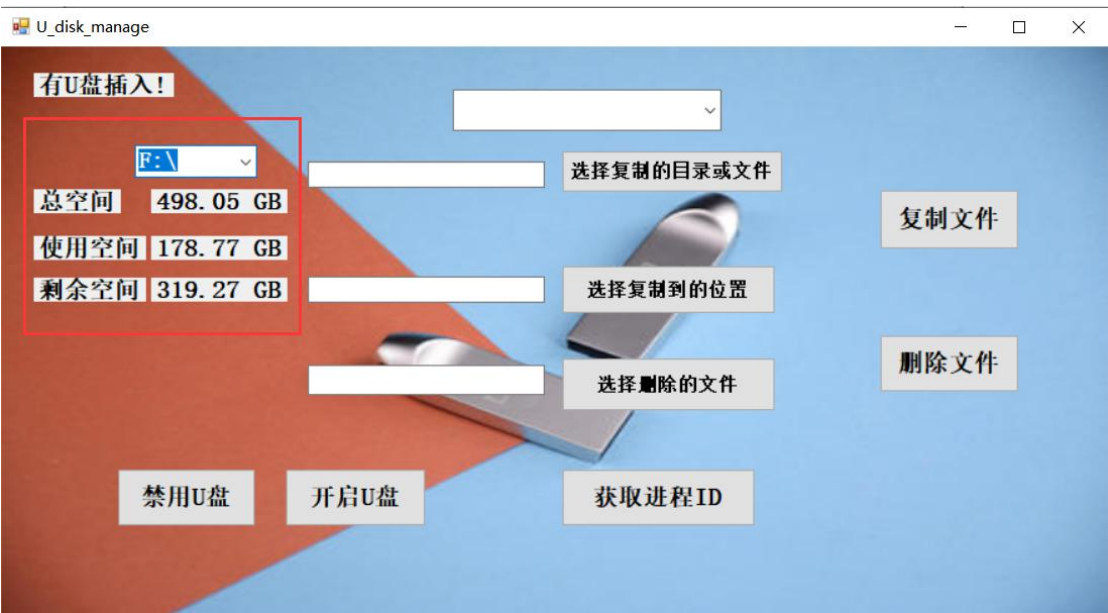 U_disk_manage
有U盘插入!
F:\
选择复制的目录或文件
总空间 498.05 GB
复制文件
使用空间 178.77 GB
剩余空间 319.27 GB
选择复制到的位置
删除文件
选择删除的文件
禁用U盘
开启U盘
获取进程ID